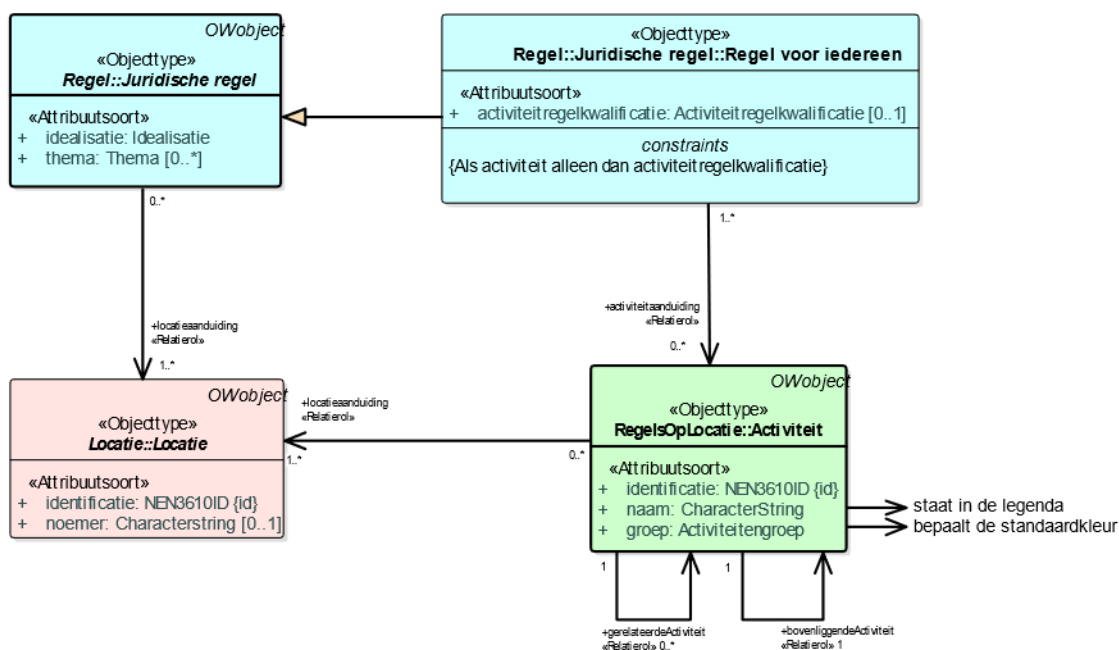 OWobject
«Objecttype»
Regel::Juridische regel
«Attribuutsoort»
+ idealisatie: Idealisatie
+ thema: Thema [0..*]
«Objecttype»
Regel::Juridische regel::Regel voor iedereen
«Attribuutsoort»
+ activiteitregelkwalificatie: Activiteitregelkwalificatie [0..1]
constraints
{Als activiteit alleen dan activiteitregelkwalificatie}
0..*
+locatieaanduiding
«Relatierol»
1..*
1..*
+activiteitaanduiding
«Relatierol»
0..*
OWobject
«Objecttype»
Locatie::Locatie
«Attribuutsoort»
+ identificatie: NEN3610ID {id}
+ noemer: Characterstring [0..1]
+locatieaanduiding
«Relatierol»
1..*
0..*
OWobject
«Objecttype»
RegelsOpLocatie::Activiteit
«Attribuutsoort»
+ identificatie: NEN3610ID {id}
+ naam: CharacterString
+ groep: Activiteitengroep
staat in de legenda
bepaalt de standaardkleur
1
+gerelateerdeActiviteit
«Relatierol» 0..*
1
+bovenliggendeActiviteit
«Relatierol» 1